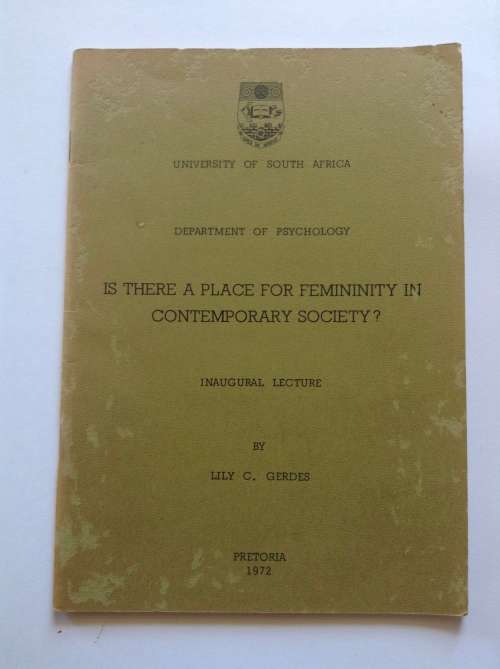 UNIVERSITY OF SOUTH AFRICA
DEPARTMENT OF PSYCHOLOGY
IS THERE A PLACE FOR FEMININITY IN
CONTEMPORARY SOCIETY?
INAUGURAL LECTURE
BY
LILY C. GERDES
PRETORIA
1972